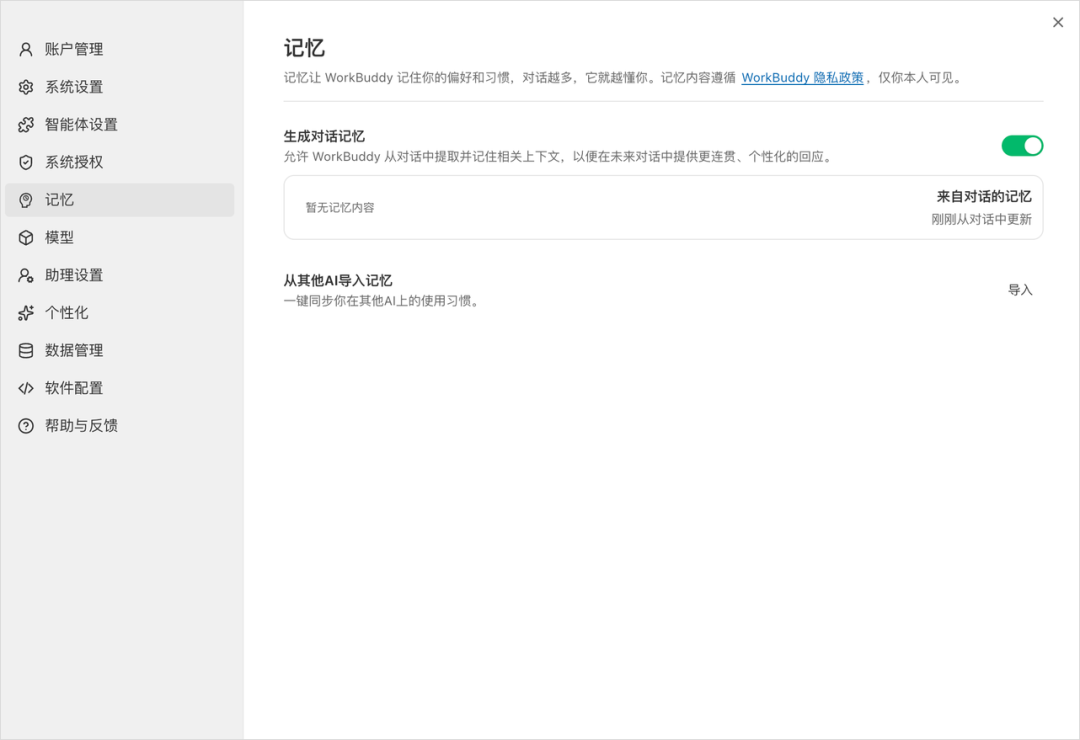 账户管理
系统设置
智能体设置
系统授权
记忆
模型
助理设置
个性化
数据管理
软件配置
帮助与反馈
记忆
记忆让 WorkBuddy 记住你的偏好和习惯，对话越多，它就越懂你。记忆内容遵循 WorkBuddy 隐私政策 ，仅你本人可见。
生成对话记忆
允许 WorkBuddy 从对话中提取并记住相关上下文，以便在未来对话中提供更连贯、个性化的回应。
暂无记忆内容
来自对话的记忆
刚刚从对话中更新
从其他AI导入记忆
一键同步你在其他AI上的使用习惯。
导入